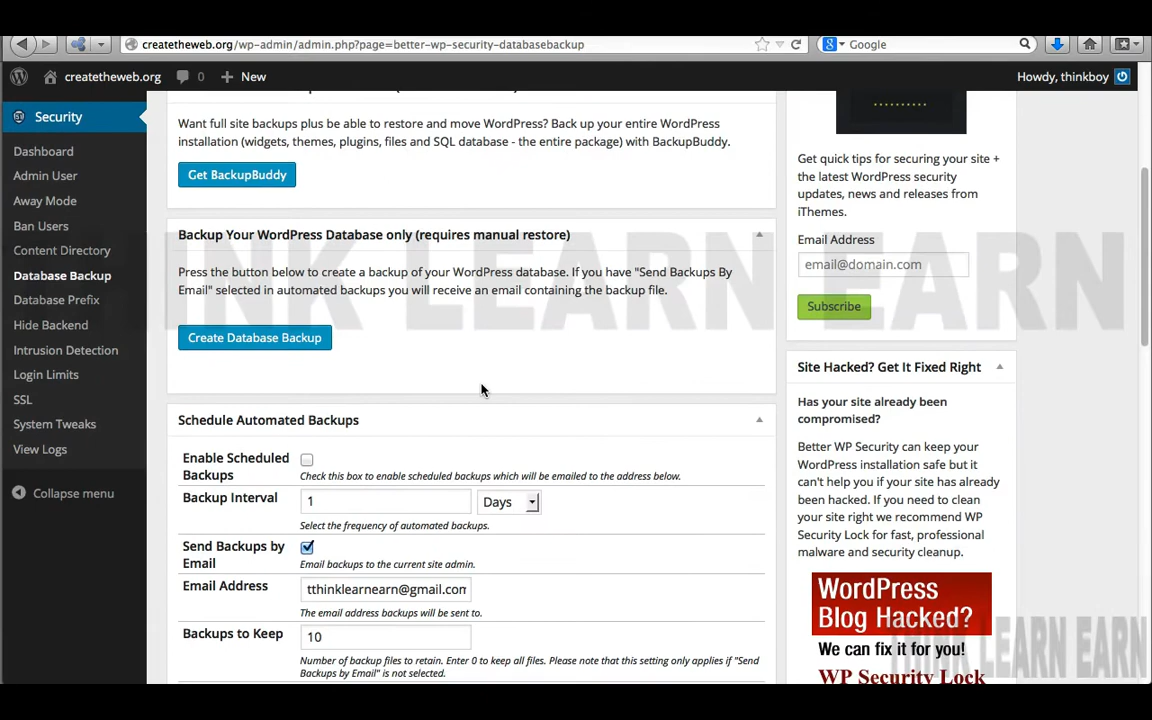 createtheweb.org/wp-admin/admin.php?page=better-wp-security-databasebackup
Google
createtheweb.org
0
New
Howdy, thinkboy
Security
Dashboard
Admin User
Away Mode
Ban Users
Content Directory
Database Backup
Database Prefix
Hide Backend
Intrusion Detection
Login Limits
SSL
System Tweaks
View Logs
Collapse menu
Want full site backups plus be able to restore and move WordPress? Back up your entire WordPress
installation (widgets, themes, plugins, files and SQL database - the entire package) with BackupBuddy.
Get BackupBuddy
Backup Your WordPress Database only (requires manual restore)
Press the button below to create a backup of your WordPress database. If you have "Send Backups By
Email" selected in automated backups you will receive an email containing the backup file.
Create Database Backup
Schedule Automated Backups
Enable Scheduled
Backups
Check this box to enable scheduled backups which will be emailed to the address below.
Backup Interval
1
Days
Select the frequency of automated backups.
Send Backups by
Email
Email backups to the current site admin.
Email Address
tthinklearnearn@gmail.com
The email address backups will be sent to.
Backups to Keep
10
Number of backup files to retain. Enter 0 to keep all files. Please note that this setting only applies if "Send
Backups by Email" is not selected.
Get quick tips for securing your site +
the latest WordPress security
updates, news and releases from
iThemes.
Email Address
email@domain.com
Subscribe
Site Hacked? Get It Fixed Right
Has your site already been
compromised?
Better WP Security can keep your
WordPress installation safe but it
can't help you if your site has already
been hacked. If you need to clean
your site right we recommend WP
Security Lock for fast, professional
malware and security cleanup.
WordPress
Blog Hacked?
We can fix it for you!
WP Security Lock
THINK LEARN EARN
THINK LEARN EARN